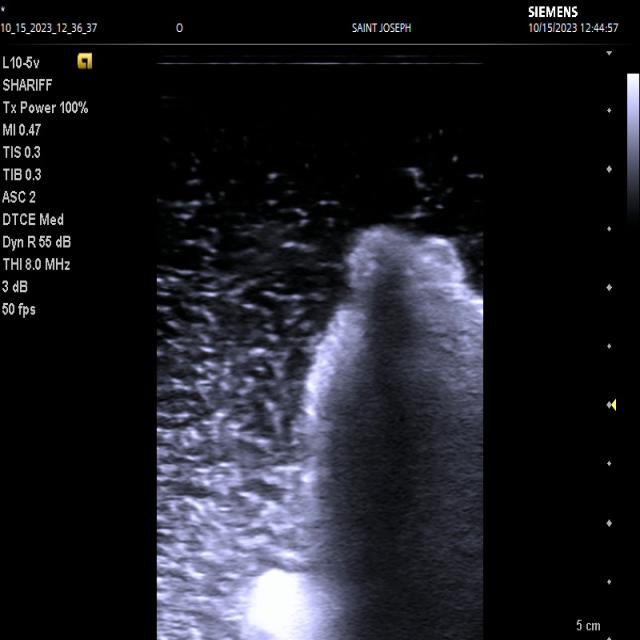 *
SIEMENS
10_15_2023_12_36_37 O SAINT JOSEPH 10/15/2023 12:44:57
L10-5v
SHARIFF
Tx Power 100%
MI 0.47
TIS 0.3
TIB 0.3
ASC 2
DTCE Med
Dyn R 55 dB
THI 8.0 MHz
3 dB
50 fps
5 cm